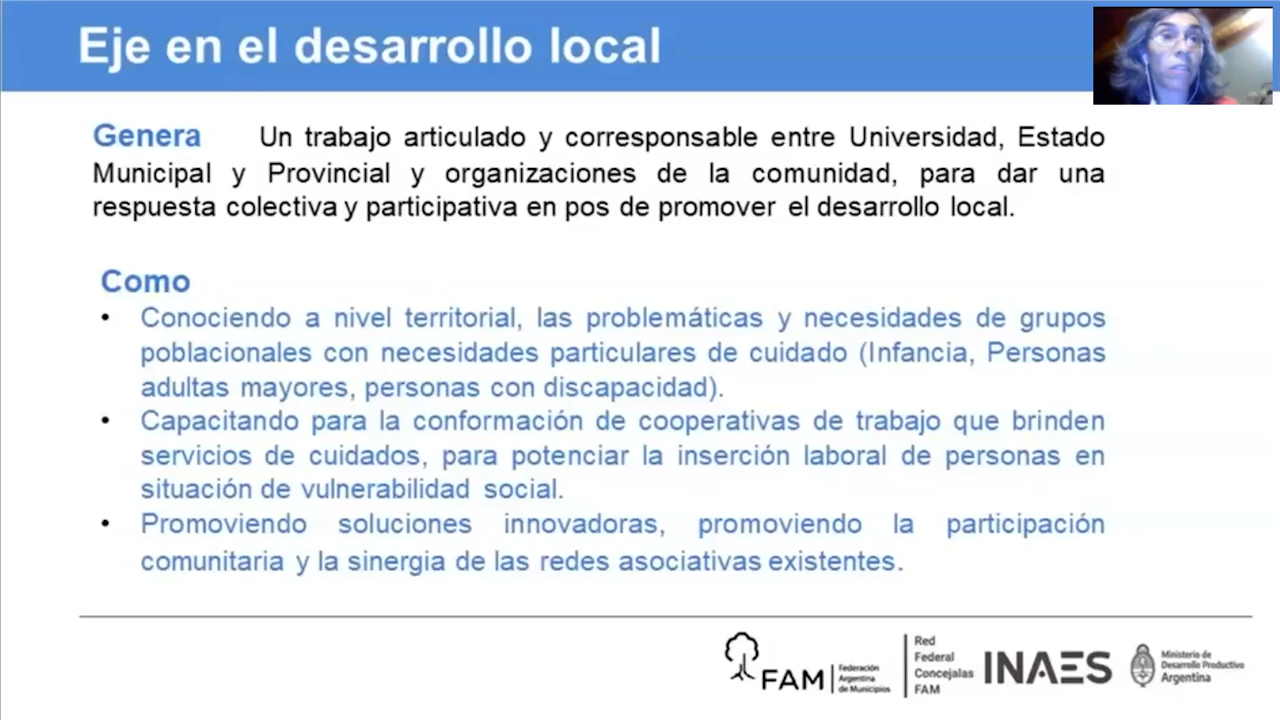 Eje en el desarrollo local
Genera Un trabajo articulado y corresponsable entre Universidad, Estado
Municipal y Provincial y organizaciones de la comunidad, para dar una
respuesta colectiva y participativa en pos de promover el desarrollo local.
Como
• Conociendo a nivel territorial, las problemáticas y necesidades de grupos
poblacionales con necesidades particulares de cuidado (Infancia, Personas
adultas mayores, personas con discapacidad).
• Capacitando para la conformación de cooperativas de trabajo que brinden
servicios de cuidados, para potenciar la inserción laboral de personas en
situación de vulnerabilidad social.
• Promoviendo soluciones innovadoras, promoviendo la participación
comunitaria y la sinergia de las redes asociativas existentes.
FAM
Federación
Argentina
de Municipios
Red
Federal
Concejalas
FAM
INAES
Ministerio de
Desarrollo Productivo
Argentina